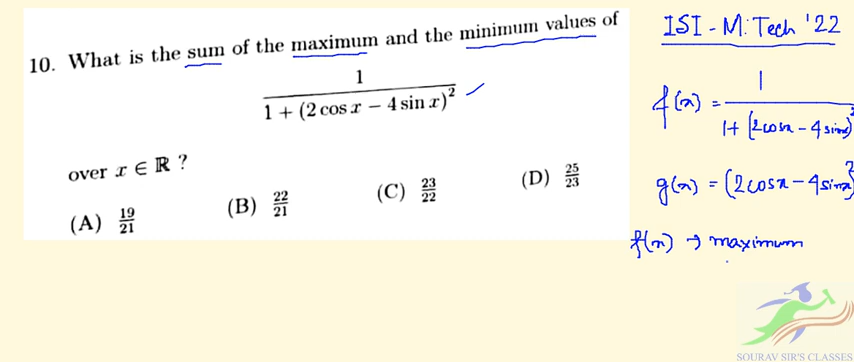 10. What is the sum of the maximum and the minimum values of
1 / 1 + (2 cos x − 4 sin x)²
over x ∈ ℝ ?
(A) 19/21 (B) 22/21 (C) 23/22 (D) 25/23
ISI - M.Tech '22
f(x) = 1 / 1 + (2cosx − 4 sinx)²
g(x) = (2cosx − 4sinx)²
f(x) → maximum
SOURAV SIR'S CLASSES